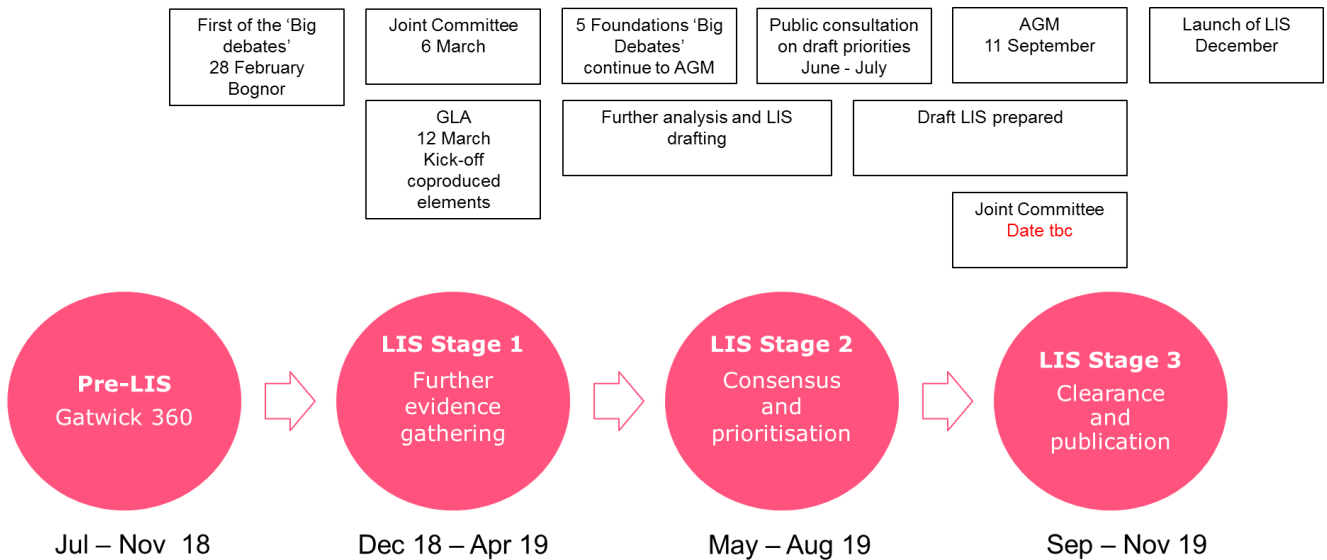 First of the ‘Big
debates’
28 February
Bognor
Joint Committee
6 March
5 Foundations ‘Big
Debates’
continue to AGM
Public consultation
on draft priorities
June - July
AGM
11 September
Launch of LIS
December
GLA
12 March
Kick-off
coproduced
elements
Further analysis and LIS
drafting
Draft LIS prepared
Joint Committee
Date tbc
Pre-LIS
Gatwick 360
LIS Stage 1
Further
evidence
gathering
LIS Stage 2
Consensus
and
prioritisation
LIS Stage 3
Clearance
and
publication
Jul – Nov 18
Dec 18 – Apr 19
May – Aug 19
Sep – Nov 19